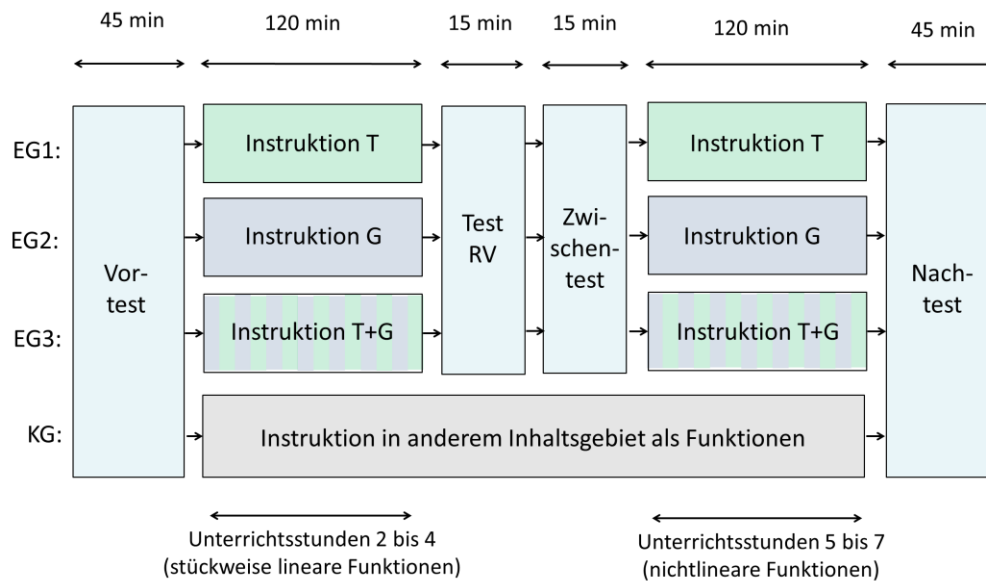 45 min
120 min
15 min
15 min
120 min
45 min
EG1:
Instruktion T
Instruktion T
EG2:
Instruktion G
Test
RV
Zwi-
schen-
test
Instruktion G
Vor-
test
Nach-
test
EG3:
Instruktion T+G
Instruktion T+G
KG:
Instruktion in anderem Inhaltsgebiet als Funktionen
Unterrichtsstunden 2 bis 4
(stückweise lineare Funktionen)
Unterrichtsstunden 5 bis 7
(nichtlineare Funktionen)